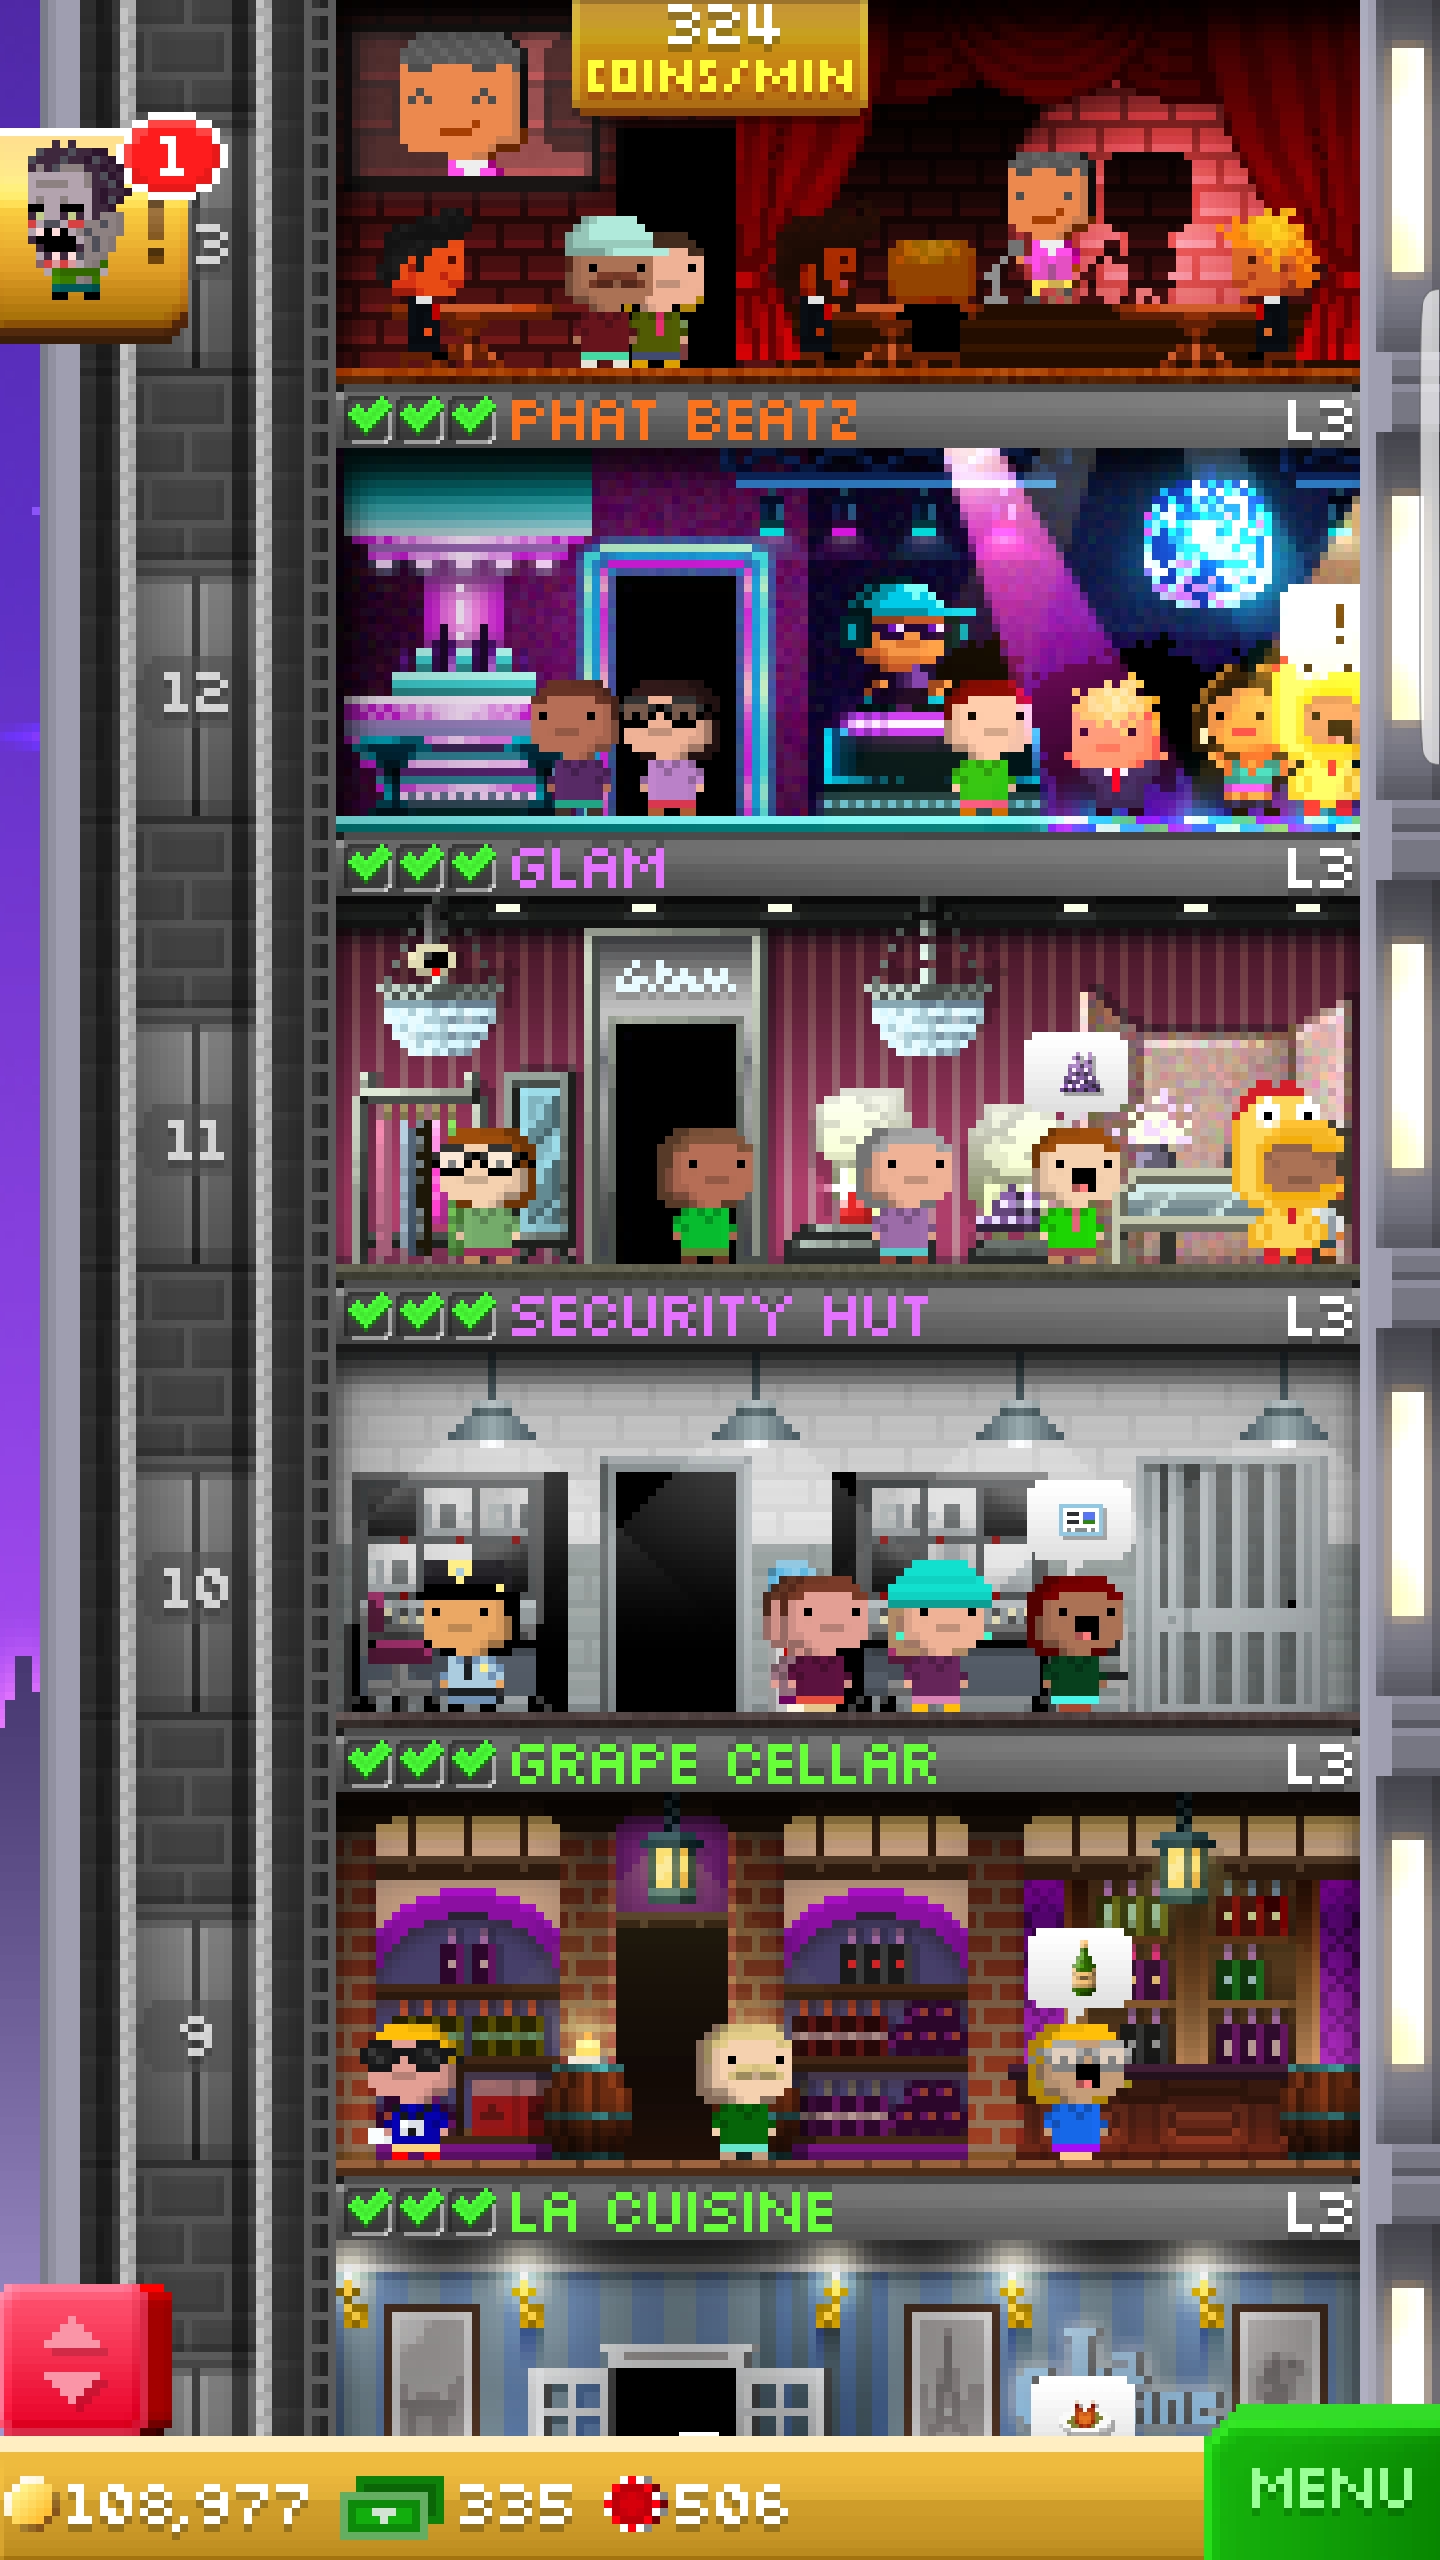 324
COINS/MIN
1
!
3
PHAT BEATZ L3
!
12
GLAM L3
Glam
11
SECURITY HUT L3
10
GRAPE CELLAR L3
9
LA CUISINE L3
108,977 335 506
MENU